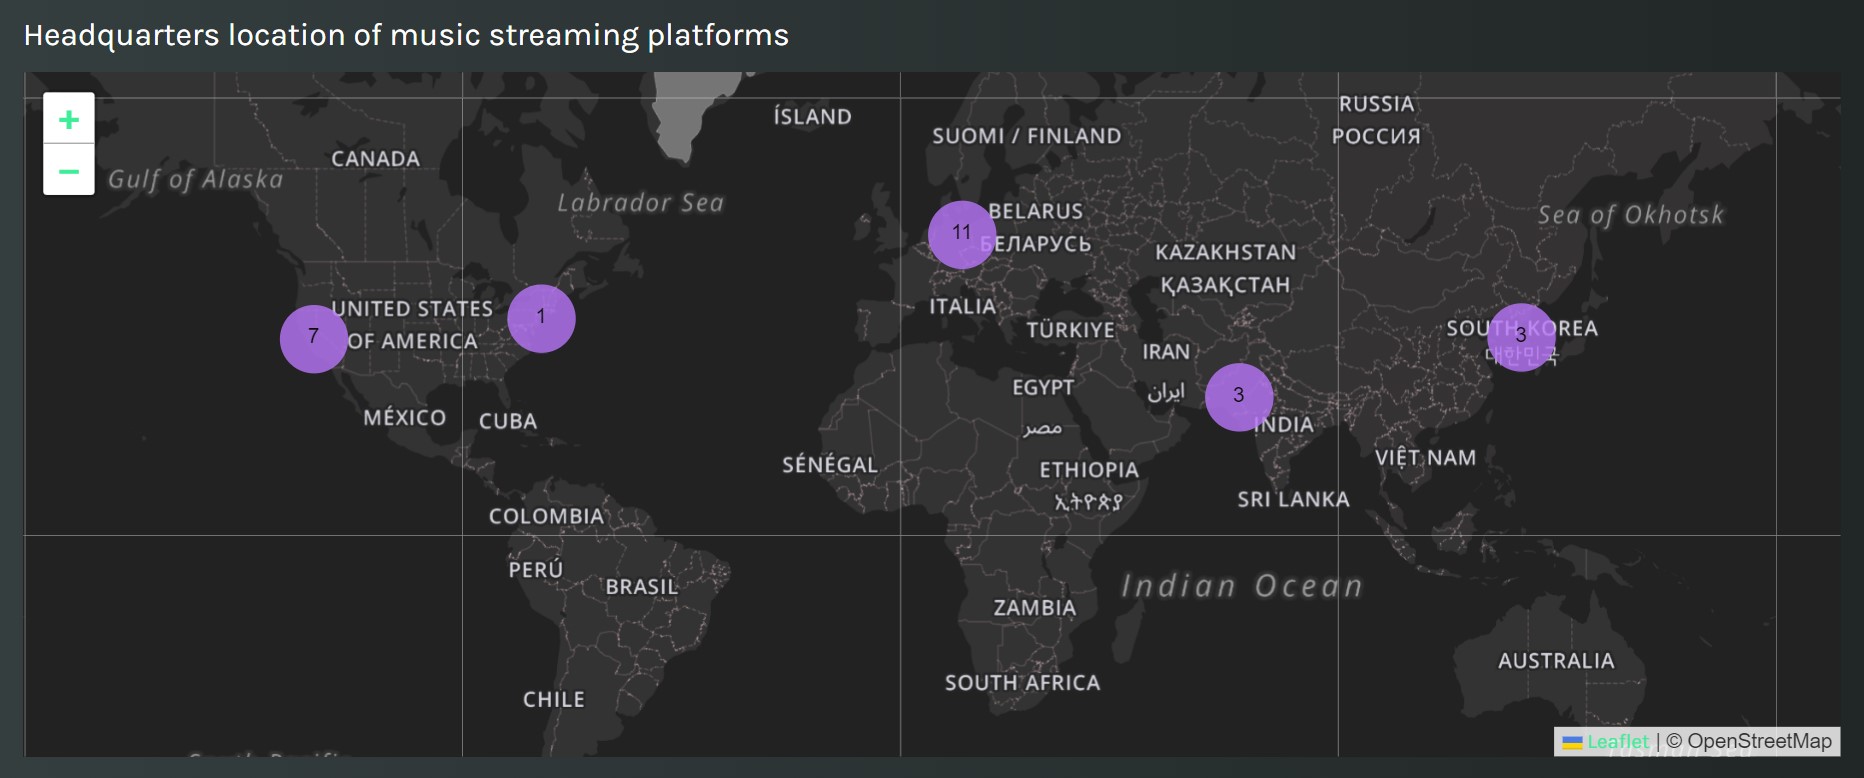 Headquarters location of music streaming platforms
+
−
ÍSLAND
RUSSIA
РОССИЯ
SUOMI / FINLAND
CANADA
Gulf of Alaska
Labrador Sea
Sea of Okhotsk
BELARUS
БЕЛАРУСЬ
11
KAZAKHSTAN
ҚАЗАҚСТАН
UNITED STATES
OF AMERICA
7
1
ITALIA
TÜRKIYE
SOUTH KOREA
대한민국
3
IRAN
ایران
EGYPT
مصر
3
INDIA
MÉXICO
CUBA
SÉNÉGAL
ETHIOPIA
ኢትዮጵያ
VIỆT NAM
SRI LANKA
COLOMBIA
PERÚ
BRASIL
Indian Ocean
ZAMBIA
AUSTRALIA
SOUTH AFRICA
CHILE
Leaflet | © OpenStreetMap